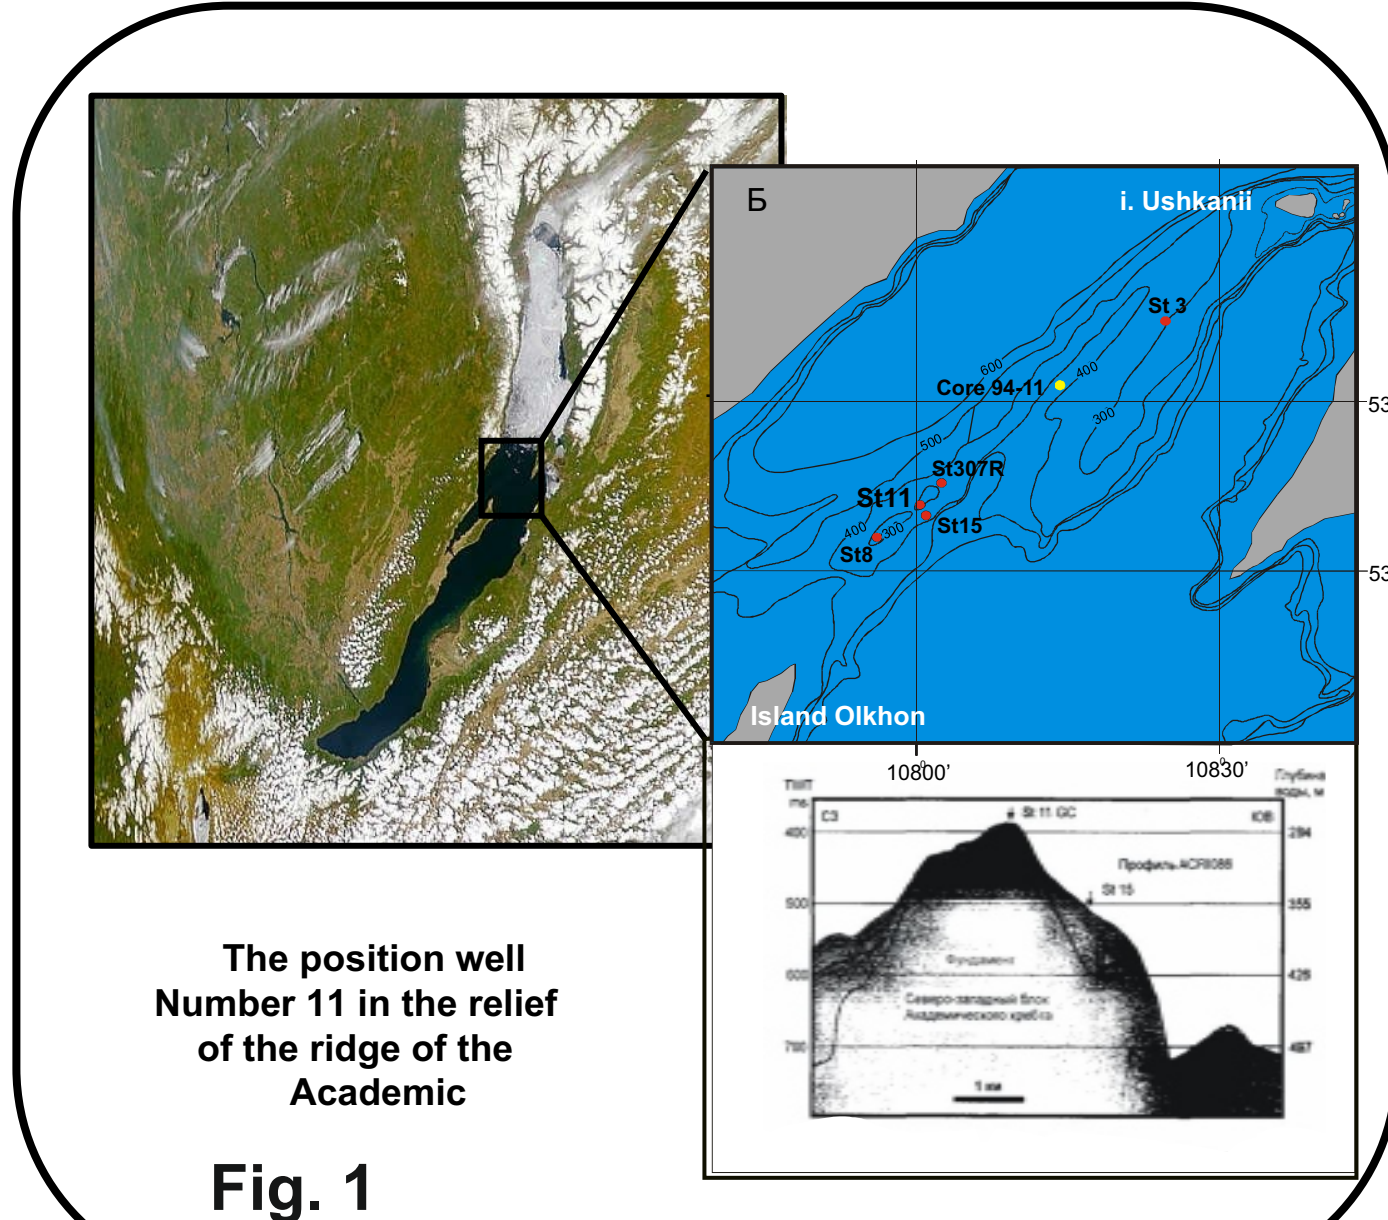 Б
i. Ushkanii
St 3
600
400
Core 94-11
53
300
500
St307R
St11
St15
400
300
St8
53
Island Olkhon
10800'
10830'
TWT
ms
Глубина
воды, м
СЗ
St 11 GC
ЮВ
400
284
Профиль ACRII088
St 15
500
355
Фундамент
600
426
Северо-западный блок
Академического хребта
700
497
1 км
The position well
Number 11 in the relief
of the ridge of the
Academic
Fig. 1